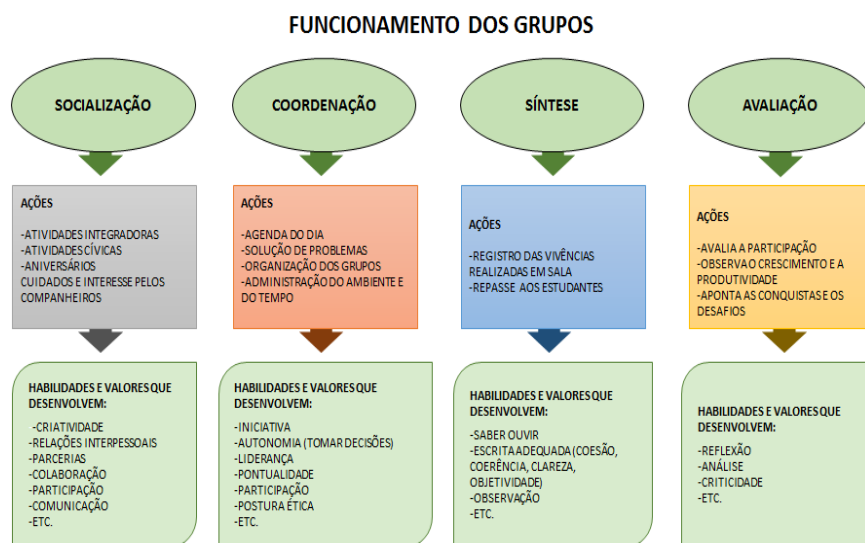 FUNCIONAMENTO DOS GRUPOS
SOCIALIZAÇÃO
AÇÕES
-ATIVIDADES INTEGRADORAS
-ATIVIDADES CÍVICAS
-ANIVERSÁRIOS
CUIDADOS E INTERESSE PELOS
COMPANHEIROS
HABILIDADES E VALORES QUE
DESENVOLVEM:
-CRIATIVIDADE
-RELAÇÕES INTERPESSOAIS
-PARCERIAS
-COLABORAÇÃO
-PARTICIPAÇÃO
-COMUNICAÇÃO
-ETC.
COORDENAÇÃO
AÇÕES
-AGENDA DO DIA
-SOLUÇÃO DE PROBLEMAS
-ORGANIZAÇÃO DOS GRUPOS
-ADMINISTRAÇÃO DO AMBIENTE E
DO TEMPO
HABILIDADES E VALORES QUE
DESENVOLVEM:
-INICIATIVA
-AUTONOMIA (TOMAR DECISÕES)
-LIDERANÇA
-PONTUALIDADE
-PARTICIPAÇÃO
-POSTURA ÉTICA
-ETC.
SÍNTESE
AÇÕES
-REGISTRO DAS VIVÊNCIAS
REALIZADAS EM SALA
-REPASSE AOS ESTUDANTES
HABILIDADES E VALORES QUE
DESENVOLVEM:
-SABER OUVIR
-ESCRITA ADEQUADA (COESÃO,
COERÊNCIA, CLAREZA,
OBJETIVIDADE)
-OBSERVAÇÃO
-ETC.
AVALIAÇÃO
AÇÕES
-AVALIA A PARTICIPAÇÃO
-OBSERVA O CRESCIMENTO E A
PRODUTIVIDADE
-APONTA AS CONQUISTAS E OS
DESAFIOS
HABILIDADES E VALORES QUE
DESENVOLVEM:
-REFLEXÃO
-ANÁLISE
-CRITICIDADE
-ETC.